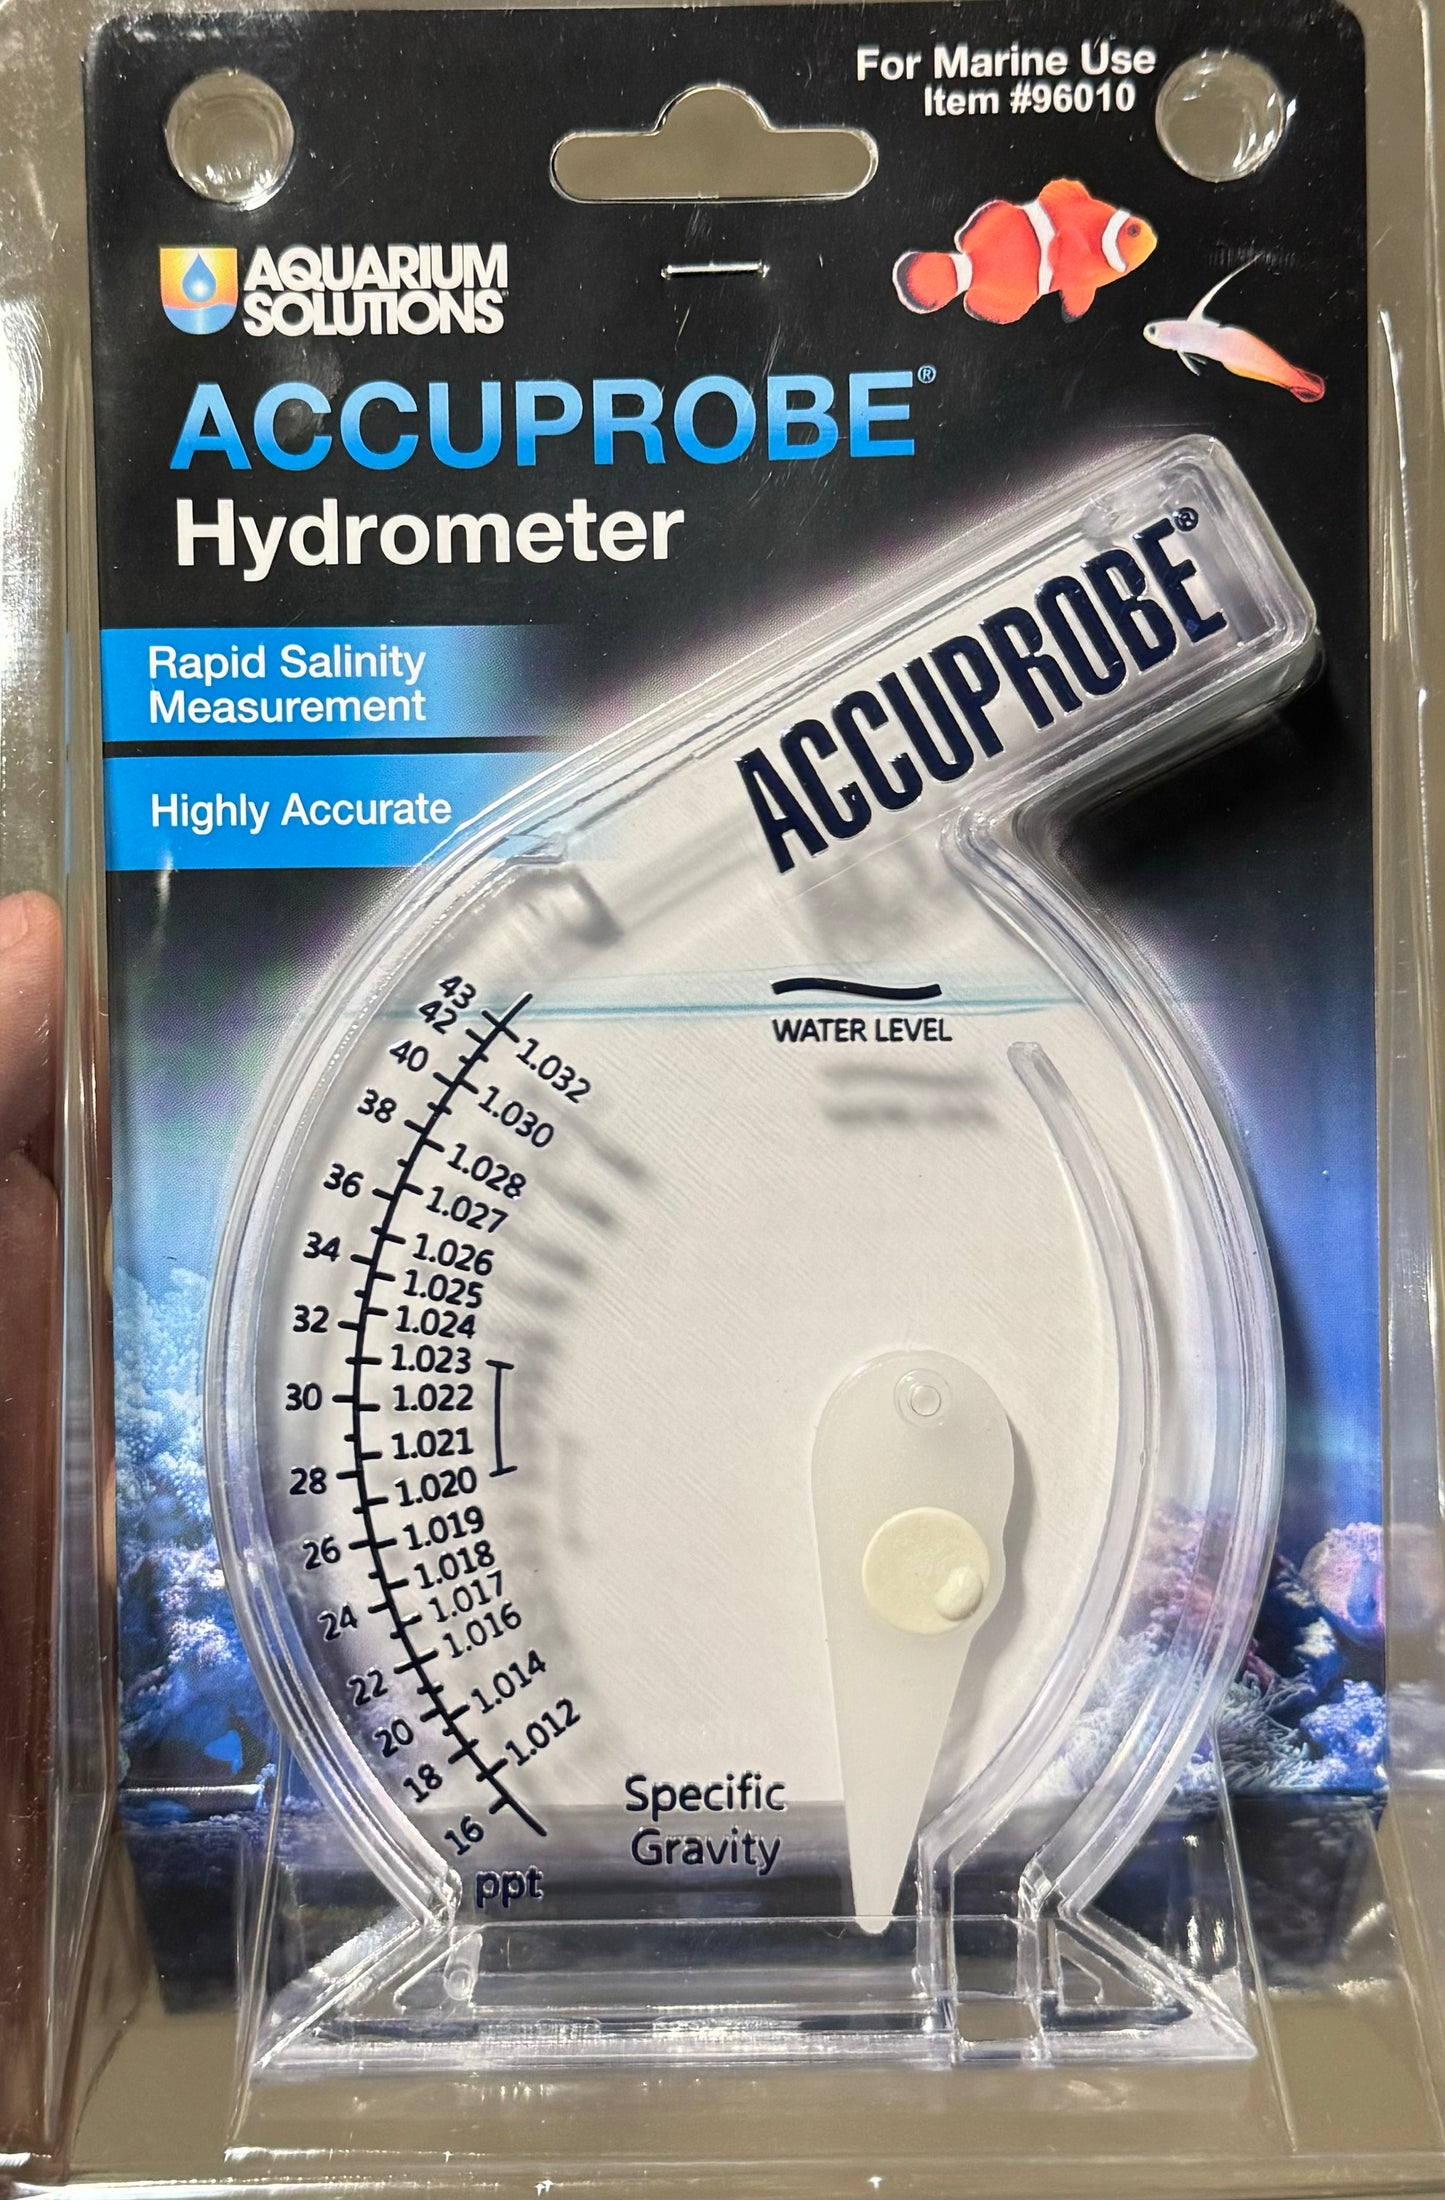 For Marine Use
Item #96010
AQUARIUM
SOLUTIONS
ACCUPROBE®
Hydrometer
Rapid Salinity
Measurement
Highly Accurate
ACCUPROBE®
WATER LEVEL
43
42
1.032
40
1.030
38
1.028
36
1.027
34
1.026
1.025
32
1.024
1.023
30
1.022
1.021
28
1.020
26
1.019
1.018
24
1.017
1.016
22
1.014
20
1.012
18
16
ppt
Specific
Gravity